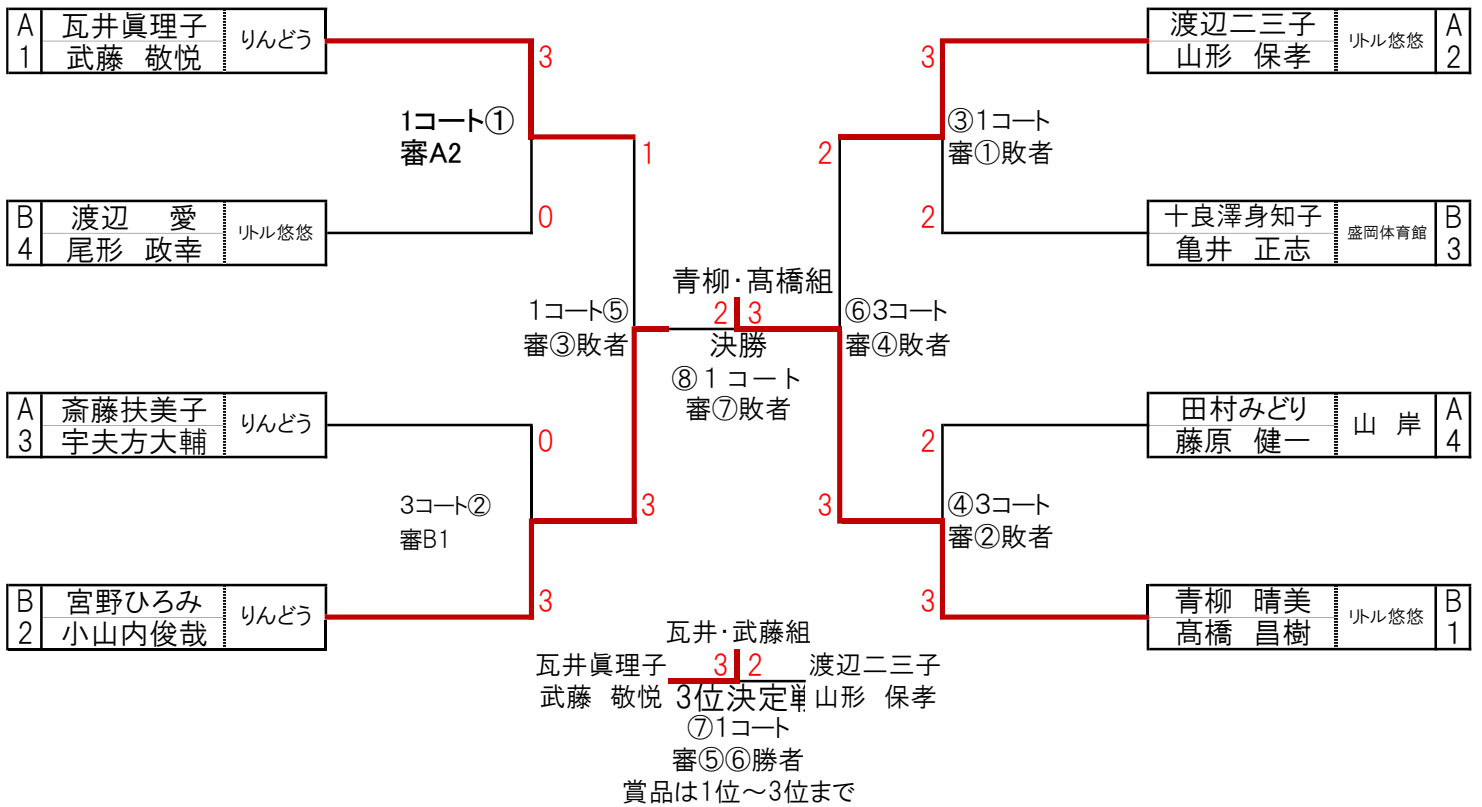 A 瓦井眞理子 りんどう
1 武藤 敬悦
3
1コート①
審A2
1
B 渡辺 愛 リトル悠悠
4 尾形 政幸
0
1コート⑤
審③敗者
A 斎藤扶美子 りんどう
3 宇夫方大輔
0
3コート②
審B1
3
B 宮野ひろみ りんどう
2 小山内俊哉
3
青柳・髙橋組
2 3
決勝
⑧1コート
審⑦敗者
渡辺二三子 リトル悠悠 A
山形 保孝 2
3
③1コート
審①敗者
2
十良澤身知子 盛岡体育館 B
亀井 正志 3
2
⑥3コート
審④敗者
田村みどり 山 岸 A
藤原 健一 4
2
④3コート
審②敗者
3
青柳 晴美 リトル悠悠 B
髙橋 昌樹 1
3
瓦井・武藤組
瓦井眞理子 3 2 渡辺二三子
武藤 敬悦 3位決定戦 山形 保孝
⑦1コート
審⑤⑥勝者
賞品は1位～3位まで